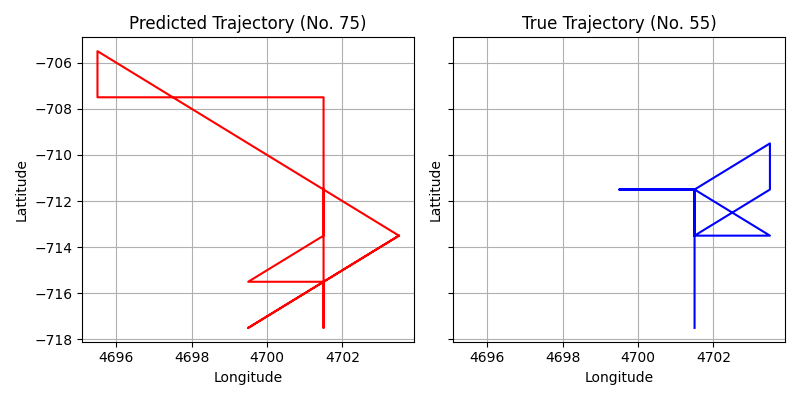 Predicted Trajectory (No. 75)
True Trajectory (No. 55)
−706
−708
−710
−712
−714
−716
−718
Lattitude
Lattitude
4696
4698
4700
4702
4696
4698
4700
4702
Longitude
Longitude